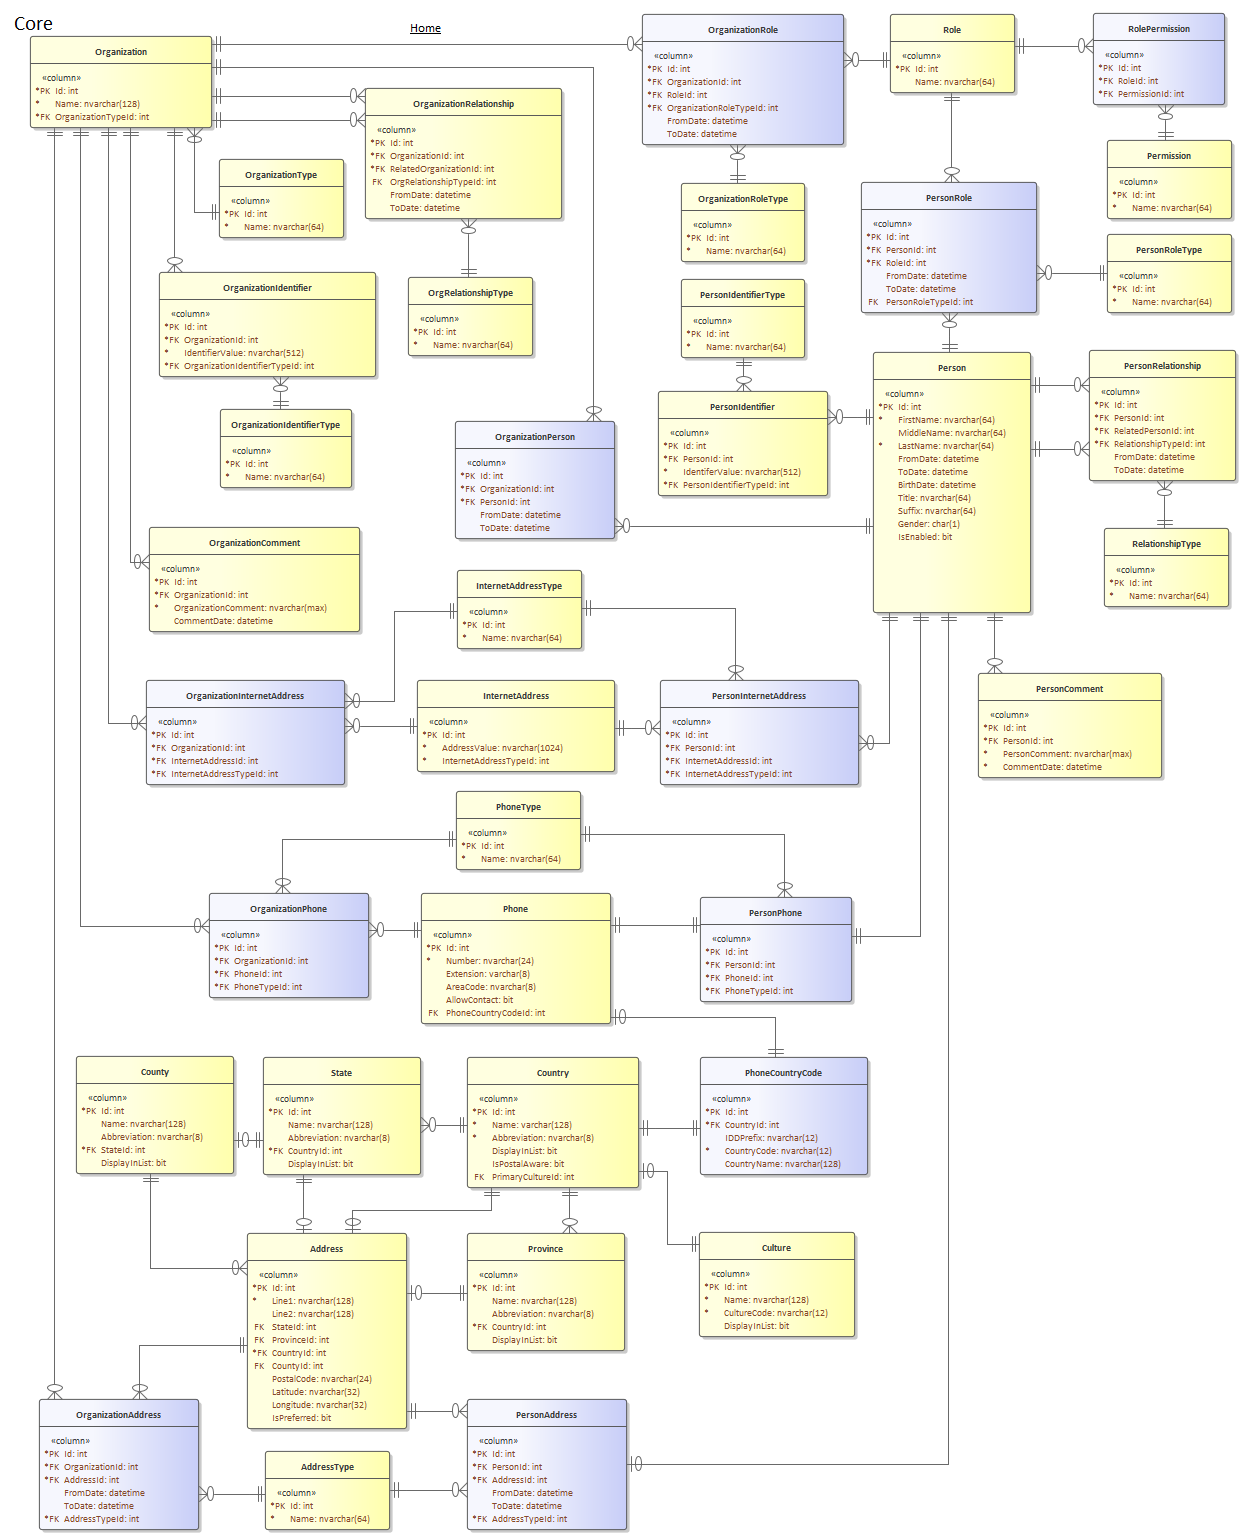 Core
Home
Organization
«column»
*PK Id: int
* Name: nvarchar(128)
*FK OrganizationTypeId: int
OrganizationRole
«column»
*PK Id: int
*FK OrganizationId: int
*FK RoleId: int
*FK OrganizationRoleTypeId: int
FromDate: datetime
ToDate: datetime
Role
«column»
*PK Id: int
Name: nvarchar(64)
RolePermission
«column»
*PK Id: int
*FK RoleId: int
*FK PermissionId: int
OrganizationRelationship
«column»
*PK Id: int
*FK OrganizationId: int
*FK RelatedOrganizationId: int
FK OrgRelationshipTypeId: int
FromDate: datetime
ToDate: datetime
OrganizationType
«column»
*PK Id: int
* Name: nvarchar(64)
Permission
«column»
*PK Id: int
* Name: nvarchar(64)
OrganizationRoleType
«column»
*PK Id: int
* Name: nvarchar(64)
PersonRole
«column»
*PK Id: int
*FK PersonId: int
*FK RoleId: int
FromDate: datetime
ToDate: datetime
FK PersonRoleTypeId: int
PersonRoleType
«column»
*PK Id: int
* Name: nvarchar(64)
OrganizationIdentifier
«column»
*PK Id: int
*FK OrganizationId: int
* IdentifierValue: nvarchar(512)
*FK OrganizationIdentifierTypeId: int
OrgRelationshipType
«column»
*PK Id: int
* Name: nvarchar(64)
PersonIdentifierType
«column»
*PK Id: int
* Name: nvarchar(64)
Person
«column»
*PK Id: int
* FirstName: nvarchar(64)
MiddleName: nvarchar(64)
* LastName: nvarchar(64)
FromDate: datetime
ToDate: datetime
BirthDate: datetime
Title: nvarchar(64)
Suffix: nvarchar(64)
Gender: char(1)
IsEnabled: bit
PersonRelationship
«column»
*PK Id: int
*FK PersonId: int
*FK RelatedPersonId: int
*FK RelationshipTypeId: int
FromDate: datetime
ToDate: datetime
PersonIdentifier
«column»
*PK Id: int
*FK PersonId: int
* IdentiferValue: nvarchar(512)
*FK PersonIdentifierTypeId: int
OrganizationIdentifierType
«column»
*PK Id: int
* Name: nvarchar(64)
OrganizationPerson
«column»
*PK Id: int
*FK OrganizationId: int
*FK PersonId: int
FromDate: datetime
ToDate: datetime
OrganizationComment
«column»
*PK Id: int
*FK OrganizationId: int
* OrganizationComment: nvarchar(max)
CommentDate: datetime
RelationshipType
«column»
*PK Id: int
* Name: nvarchar(64)
InternetAddressType
«column»
*PK Id: int
* Name: nvarchar(64)
OrganizationInternetAddress
«column»
*PK Id: int
*FK OrganizationId: int
*FK InternetAddressId: int
*FK InternetAddressTypeId: int
InternetAddress
«column»
*PK Id: int
* AddressValue: nvarchar(1024)
* InternetAddressTypeId: int
PersonInternetAddress
«column»
*PK Id: int
*FK PersonId: int
*FK InternetAddressId: int
*FK InternetAddressTypeId: int
PersonComment
«column»
*PK Id: int
*FK PersonId: int
* PersonComment: nvarchar(max)
* CommentDate: datetime
PhoneType
«column»
*PK Id: int
* Name: nvarchar(64)
OrganizationPhone
«column»
*PK Id: int
*FK OrganizationId: int
*FK PhoneId: int
*FK PhoneTypeId: int
Phone
«column»
*PK Id: int
* Number: nvarchar(24)
Extension: varchar(8)
AreaCode: nvarchar(8)
AllowContact: bit
FK PhoneCountryCodeId: int
PersonPhone
«column»
*PK Id: int
*FK PersonId: int
*FK PhoneId: int
*FK PhoneTypeId: int
County
«column»
*PK Id: int
Name: nvarchar(128)
Abbreviation: nvarchar(8)
*FK StateId: int
DisplayInList: bit
State
«column»
*PK Id: int
Name: nvarchar(128)
Abbreviation: nvarchar(8)
*FK CountryId: int
DisplayInList: bit
Country
«column»
*PK Id: int
* Name: varchar(128)
* Abbreviation: nvarchar(8)
DisplayInList: bit
IsPostalAware: bit
FK PrimaryCultureId: int
PhoneCountryCode
«column»
*PK Id: int
*FK CountryId: int
IDDPrefix: nvarchar(12)
* CountryCode: nvarchar(12)
CountryName: nvarchar(128)
Address
«column»
*PK Id: int
* Line1: nvarchar(128)
Line2: nvarchar(128)
FK StateId: int
FK ProvinceId: int
*FK CountryId: int
FK CountyId: int
PostalCode: nvarchar(24)
Latitude: nvarchar(32)
Longitude: nvarchar(32)
IsPreferred: bit
Province
«column»
*PK Id: int
Name: nvarchar(128)
Abbreviation: nvarchar(8)
*FK CountryId: int
DisplayInList: bit
Culture
«column»
*PK Id: int
* Name: nvarchar(128)
* CultureCode: nvarchar(12)
DisplayInList: bit
OrganizationAddress
«column»
*PK Id: int
*FK OrganizationId: int
*FK AddressId: int
FromDate: datetime
ToDate: datetime
*FK AddressTypeId: int
AddressType
«column»
*PK Id: int
* Name: nvarchar(64)
PersonAddress
«column»
*PK Id: int
*FK PersonId: int
*FK AddressId: int
FromDate: datetime
ToDate: datetime
*FK AddressTypeId: int